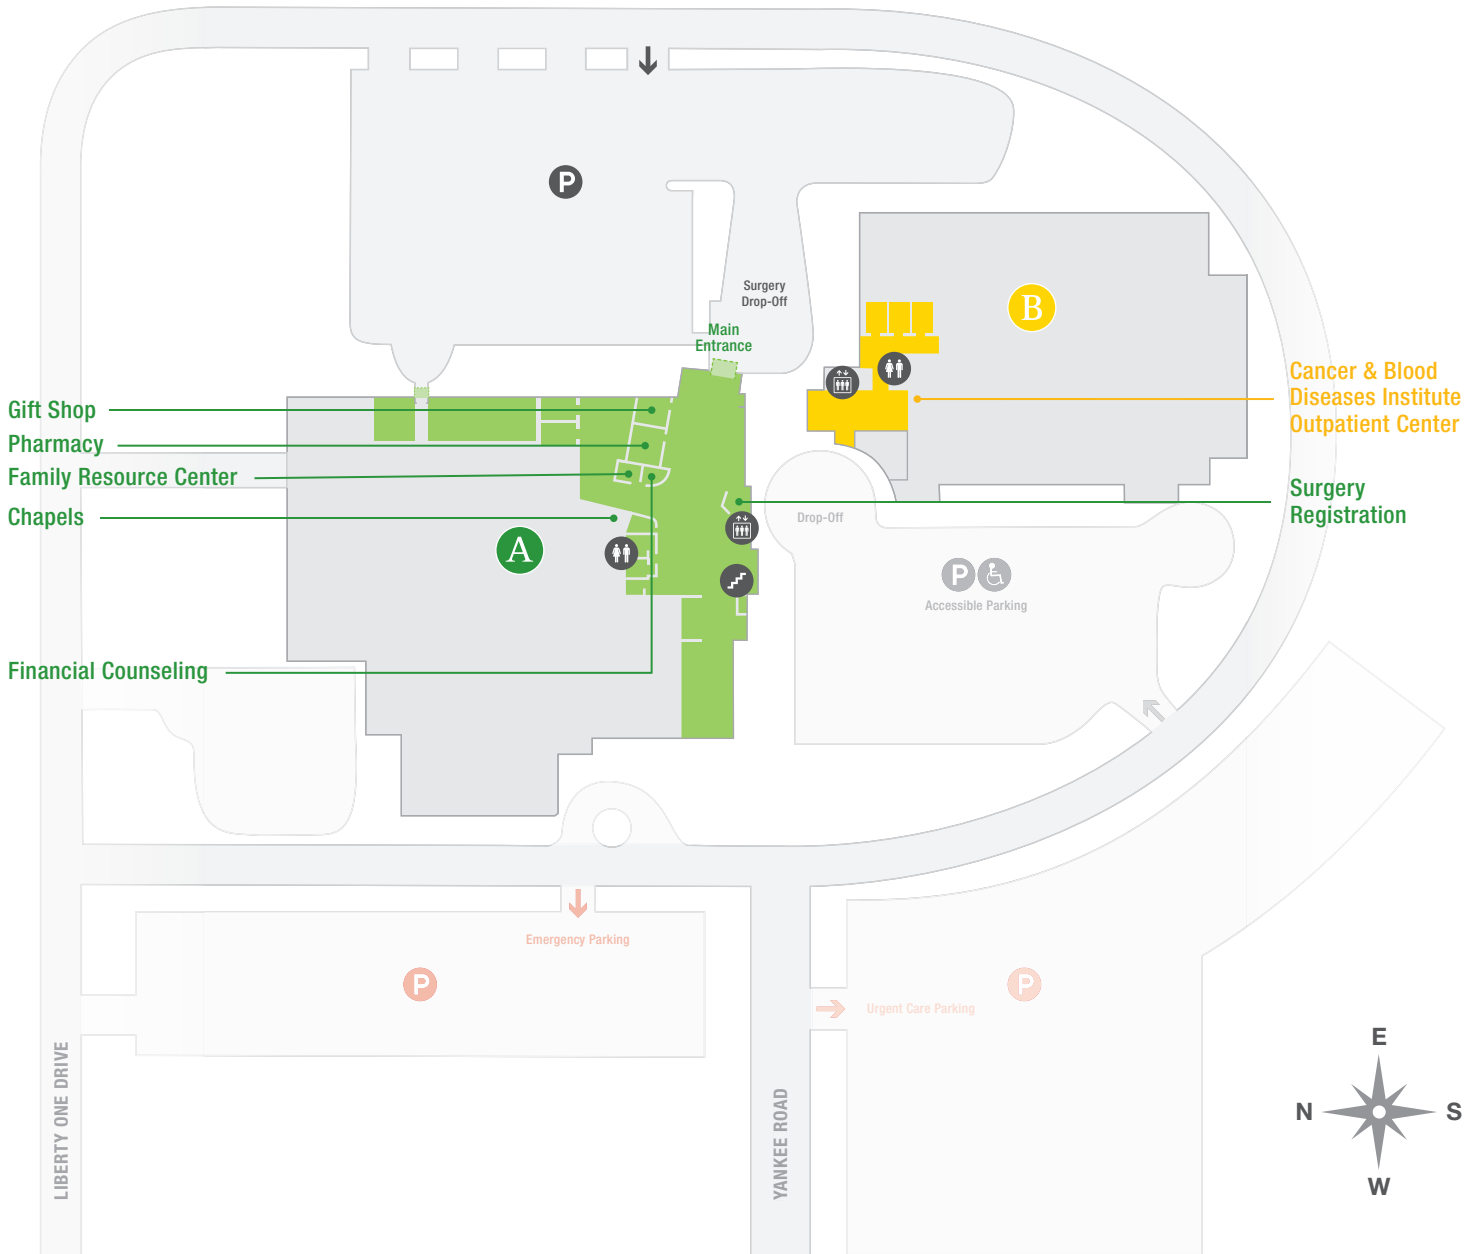 P
Surgery
Drop-Off
B
Main
Entrance
Cancer & Blood
Diseases Institute
Outpatient Center
Gift Shop
Pharmacy
Family Resource Center
Chapels
Surgery
Registration
Drop-Off
A
P
Accessible Parking
Financial Counseling
Emergency Parking
P
P
Urgent Care Parking
LIBERTY ONE DRIVE
YANKEE ROAD
E
N S
W